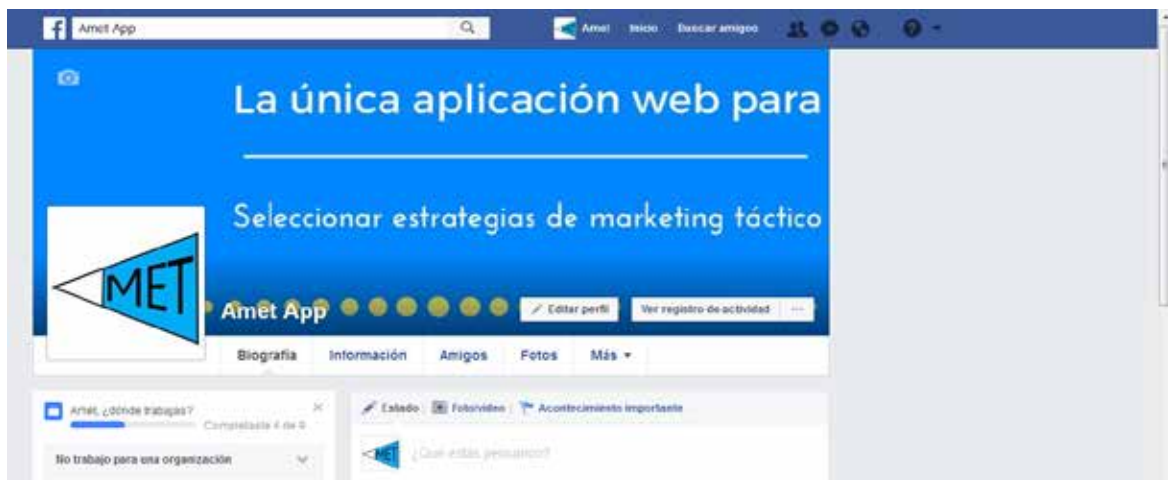 Amet App
Amet Inicio Buscar amigos
La única aplicación web para
Seleccionar estrategias de marketing táctico
MET
Amet App
Editar perfil Ver registro de actividad ...
Biografía Información Amigos Fotos Más
Amet, ¿dónde trabajas?
Completaste 4 de 9
No trabajo para una organización
Estado Foto/video Acontecimiento importante
MET ¿Qué estás pensando?